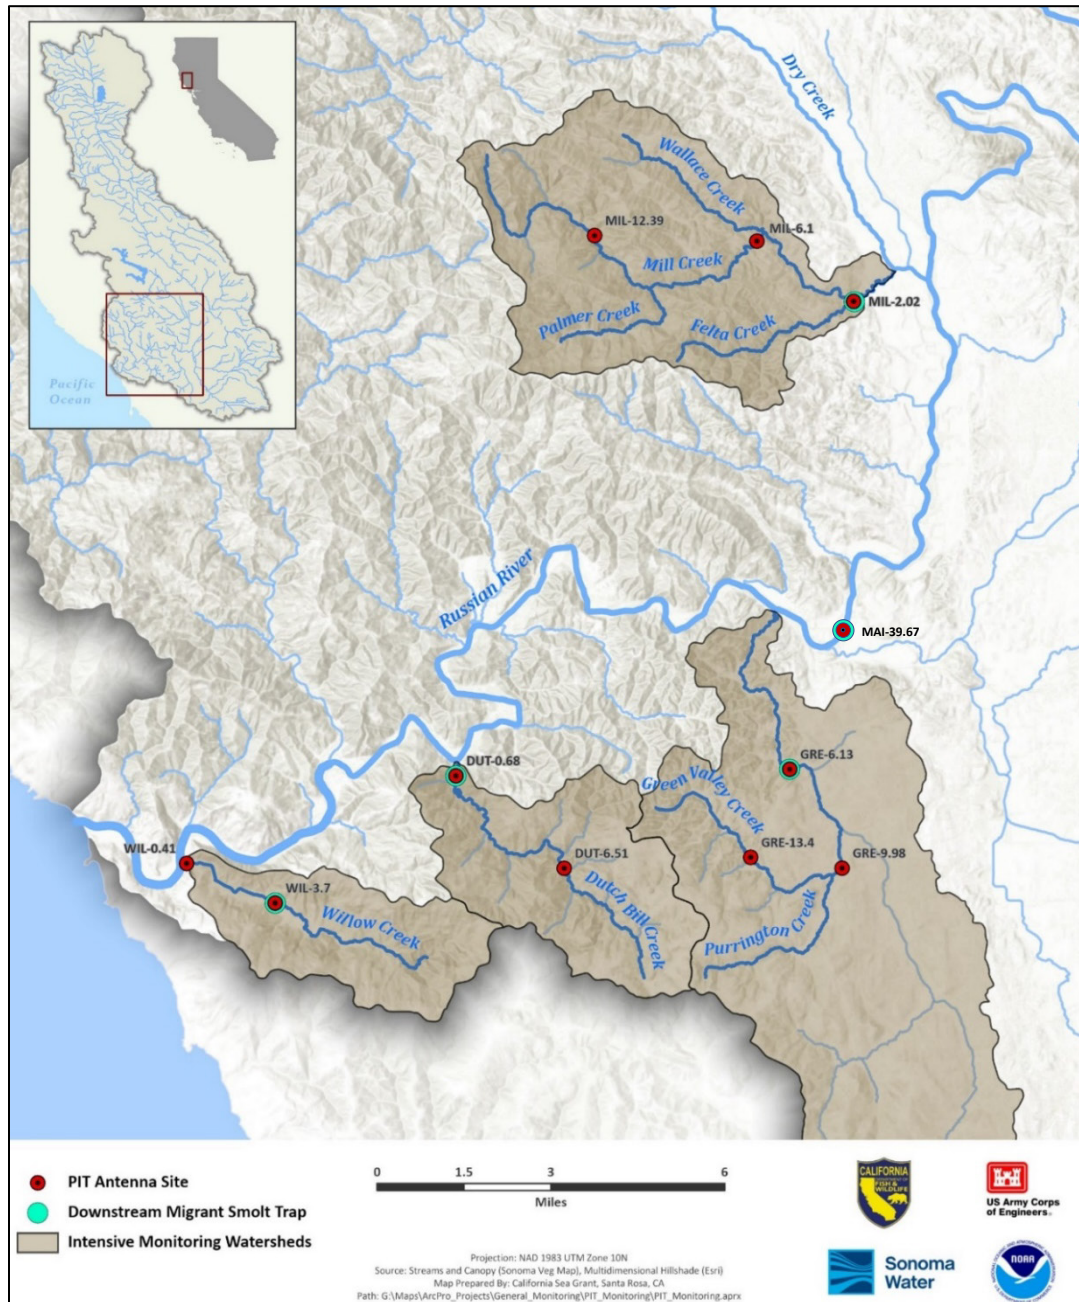 Pacific
Ocean
Dry Creek
Wallace Creek
MIL-12.39
MIL-6.1
Mill Creek
MIL-2.02
Palmer Creek
Felta Creek
Russian River
MAI-39.67
DUT-0.68
GRE-6.13
Green Valley Creek
WIL-0.41
DUT-6.51
GRE-13.4
GRE-9.98
WIL-3.7
Willow Creek
Dutch Bill Creek
Purrington Creek
PIT Antenna Site
Downstream Migrant Smolt Trap
Intensive Monitoring Watersheds
0 1.5 3 6
Miles
Projection: NAD 1983 UTM Zone 10N
Source: Streams and Canopy (Sonoma Veg Map), Multidimensional Hillshade (Esri)
Map Prepared By: California Sea Grant, Santa Rosa, CA
Path: G:\Maps\ArcPro_Projects\General_Monitoring\PIT_Monitoring\PIT_Monitoring.aprx
CALIFORNIA
FISH &
WILDLIFE
US Army Corps
of Engineers®
Sonoma
Water
NOAA